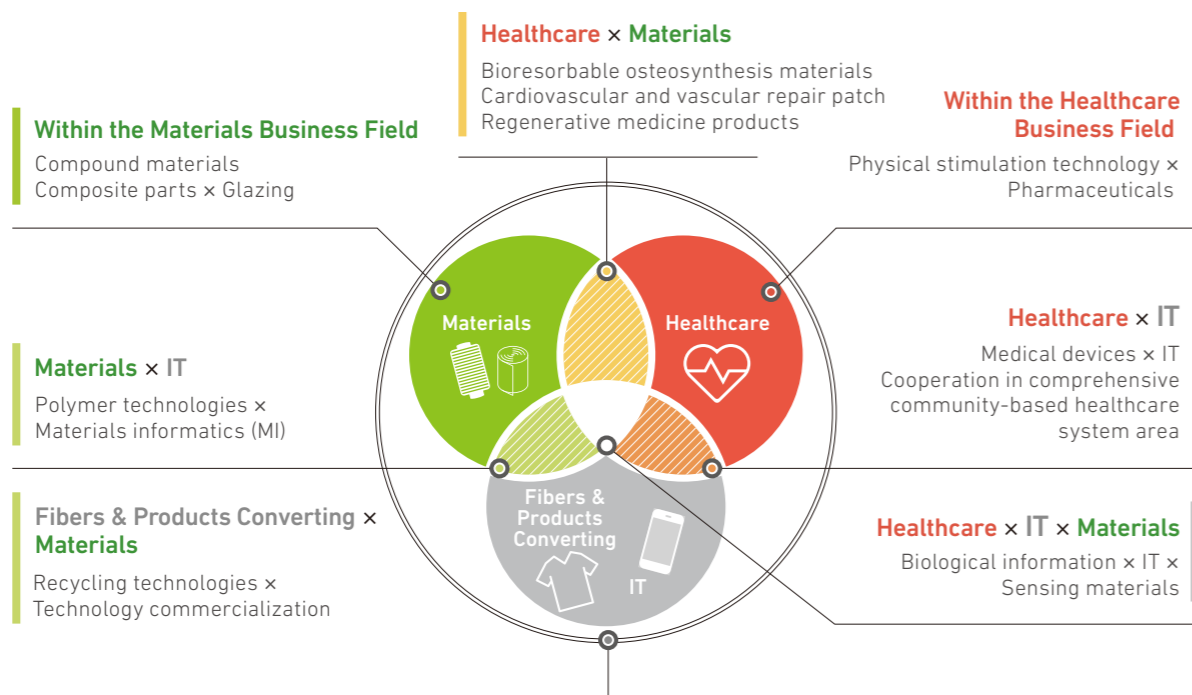 Healthcare × Materials
Bioresorbable osteosynthesis materials
Cardiovascular and vascular repair patch
Regenerative medicine products
Within the Materials Business Field
Compound materials
Composite parts × Glazing
Within the Healthcare
Business Field
Physical stimulation technology ×
Pharmaceuticals
Materials
Healthcare
Materials × IT
Polymer technologies ×
Materials informatics (MI)
Healthcare × IT
Medical devices × IT
Cooperation in comprehensive
community-based healthcare
system area
Fibers & Products Converting ×
Materials
Recycling technologies ×
Technology commercialization
Fibers &
Products
Converting
IT
Healthcare × IT × Materials
Biological information × IT ×
Sensing materials